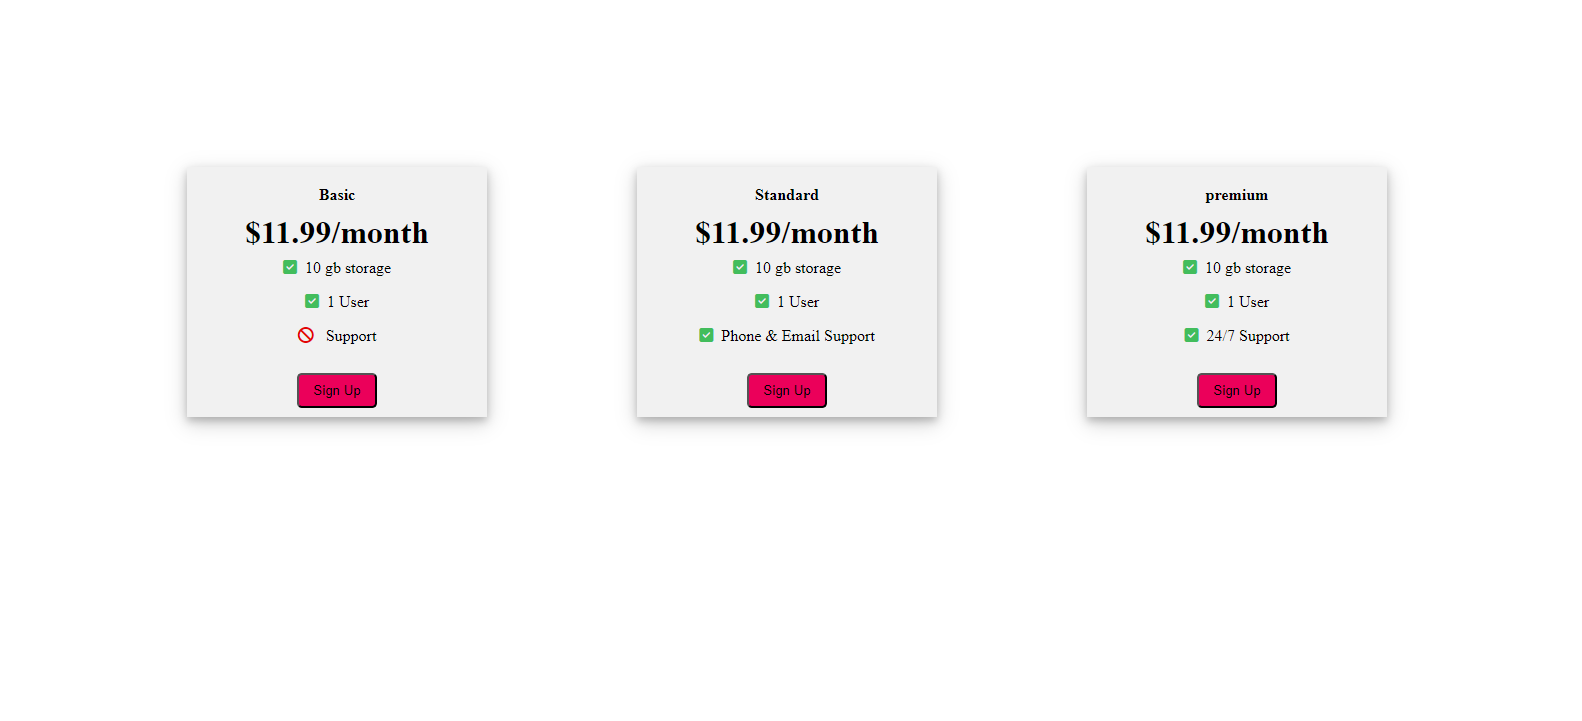 Basic
$11.99/month
10 gb storage
1 User
Support
Sign Up
Standard
$11.99/month
10 gb storage
1 User
Phone & Email Support
Sign Up
premium
$11.99/month
10 gb storage
1 User
24/7 Support
Sign Up